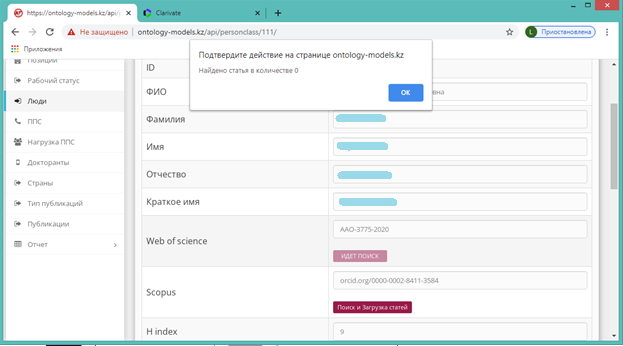 https://ontology-models.kz/api/p
Clarivate
Не защищено
ontology-models.kz/api/personclass/111/
L
Приостановлена
Приложения
Позиции
Рабочий статус
Люди
ППС
Нагрузка ППС
Докторанты
Страны
Тип публикаций
Публикации
Отчет
Подтвердите действие на странице ontology-models.kz
Найдено статья в количестве 0
ОК
ID
ФИО
вна
Фамилия
Имя
Отчество
Краткое имя
Web of science
AAO-3775-2020
ИДЕТ ПОИСК
Scopus
orcid.org/0000-0002-8411-3584
Поиск и Загрузка статей
H index
9